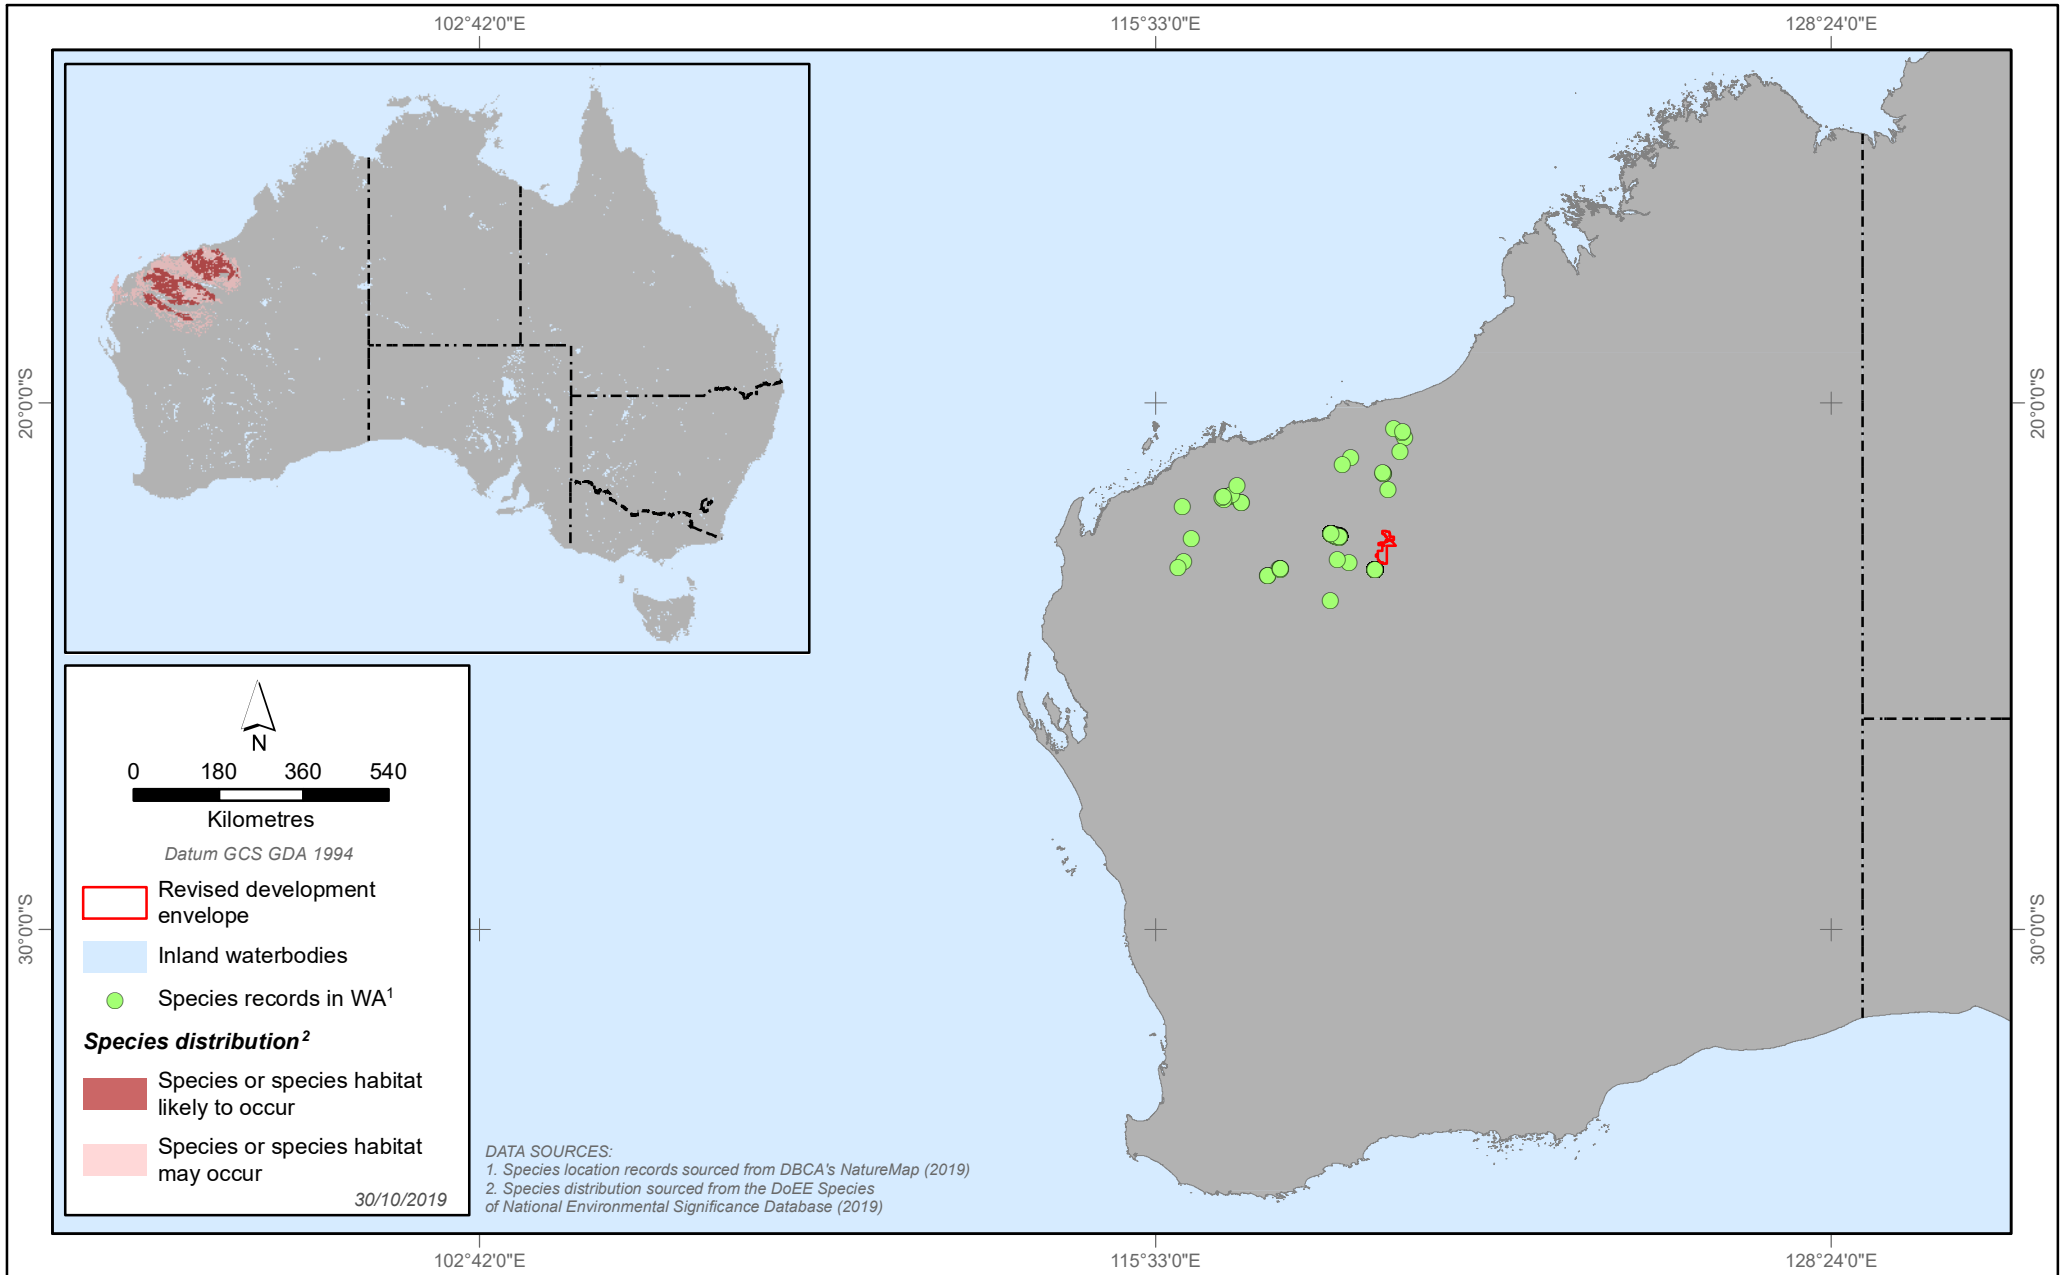 102°42'0"E
115°33'0"E
128°24'0"E
20°0'0"S
20°0'0"S
30°0'0"S
30°0'0"S
N
0 180 360 540
Kilometres
Datum GCS GDA 1994
Revised development
envelope
Inland waterbodies
Species records in WA1
Species distribution2
Species or species habitat
likely to occur
Species or species habitat
may occur
30/10/2019
DATA SOURCES:
1. Species location records sourced from DBCA's NatureMap (2019)
2. Species distribution sourced from the DoEE Species
of National Environmental Significance Database (2019)
102°42'0"E
115°33'0"E
128°24'0"E